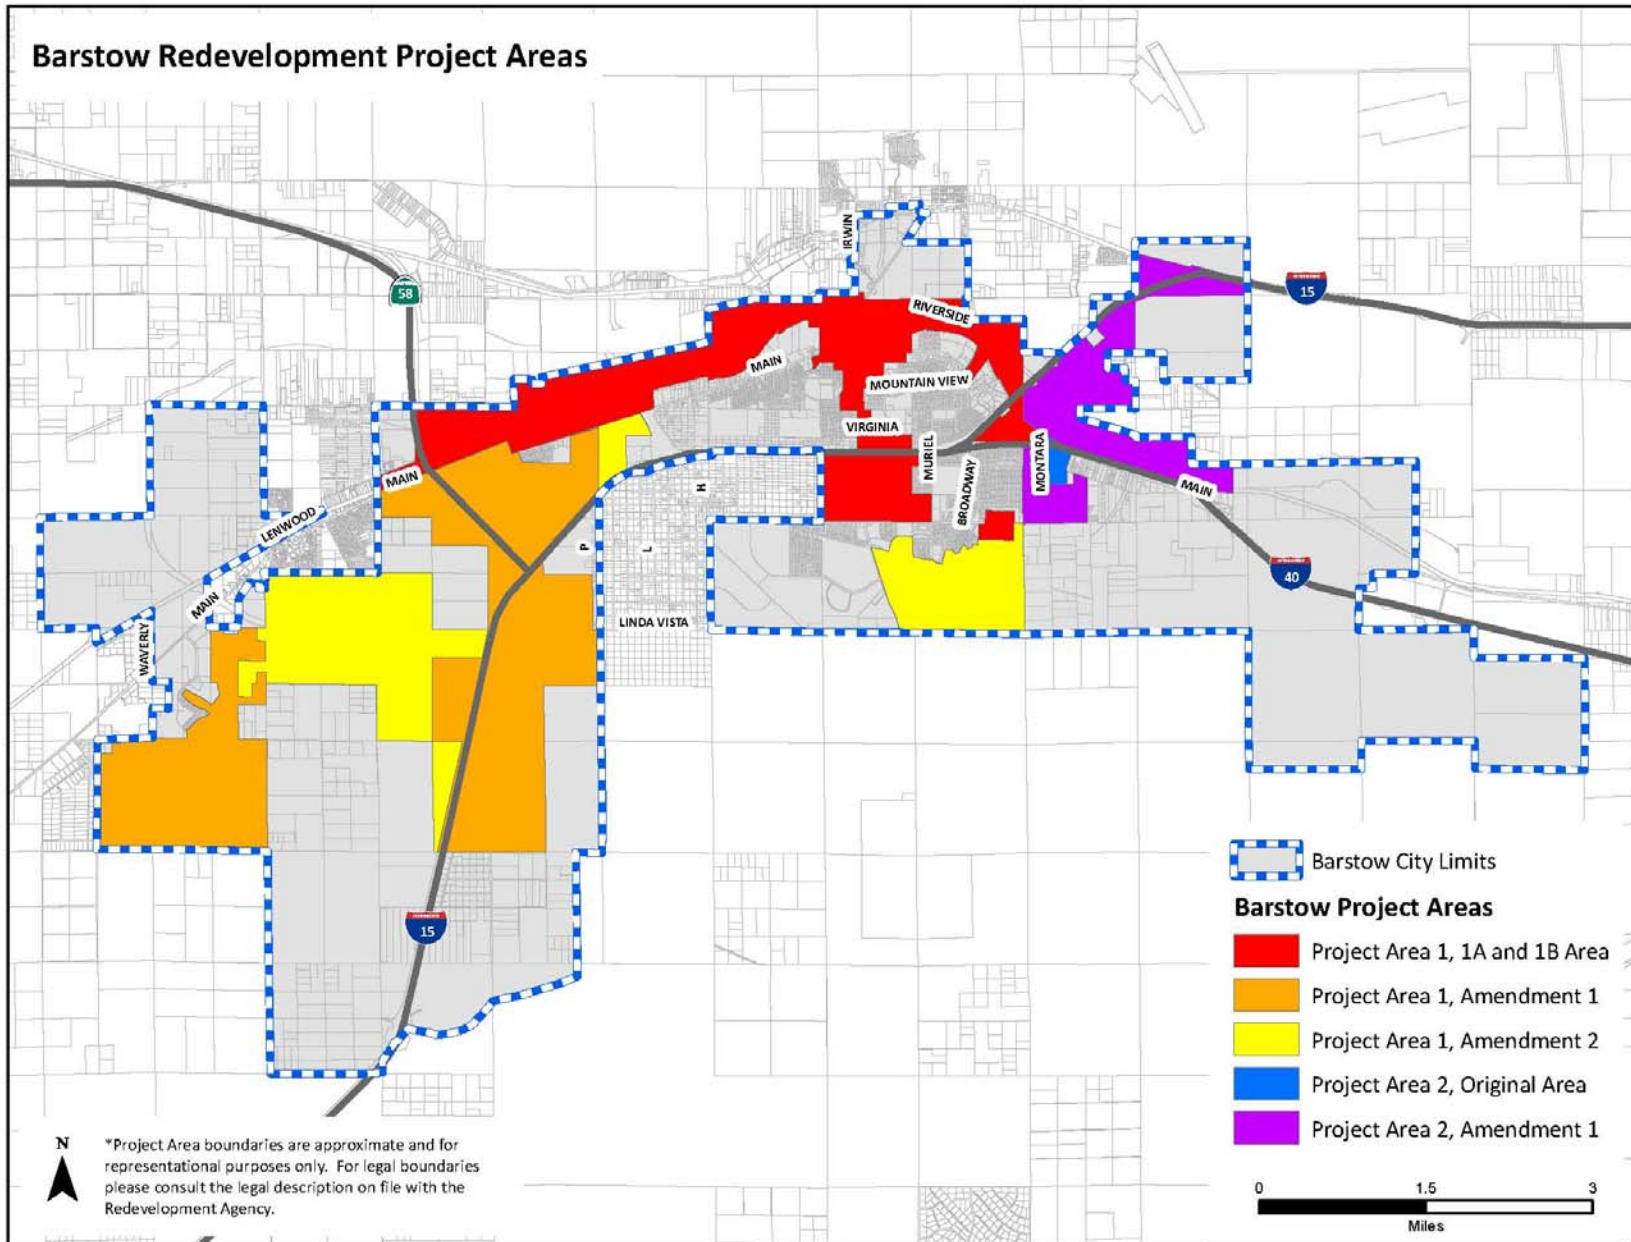 Barstow Redevelopment Project Areas
IRWIN
58
15
RIVERSIDE
MAIN
MOUNTAIN VIEW
VIRGINIA
MURIEL
MONTARA
MAIN
H
BROADWAY
MAIN
LENWOOD
P
L
40
MAIN
LINDA VISTA
WAVERLY
15
Barstow City Limits
Barstow Project Areas
Project Area 1, 1A and 1B Area
Project Area 1, Amendment 1
Project Area 1, Amendment 2
Project Area 2, Original Area
Project Area 2, Amendment 1
N
*Project Area boundaries are approximate and for
representational purposes only. For legal boundaries
please consult the legal description on file with the
Redevelopment Agency.
0 1.5 3
Miles